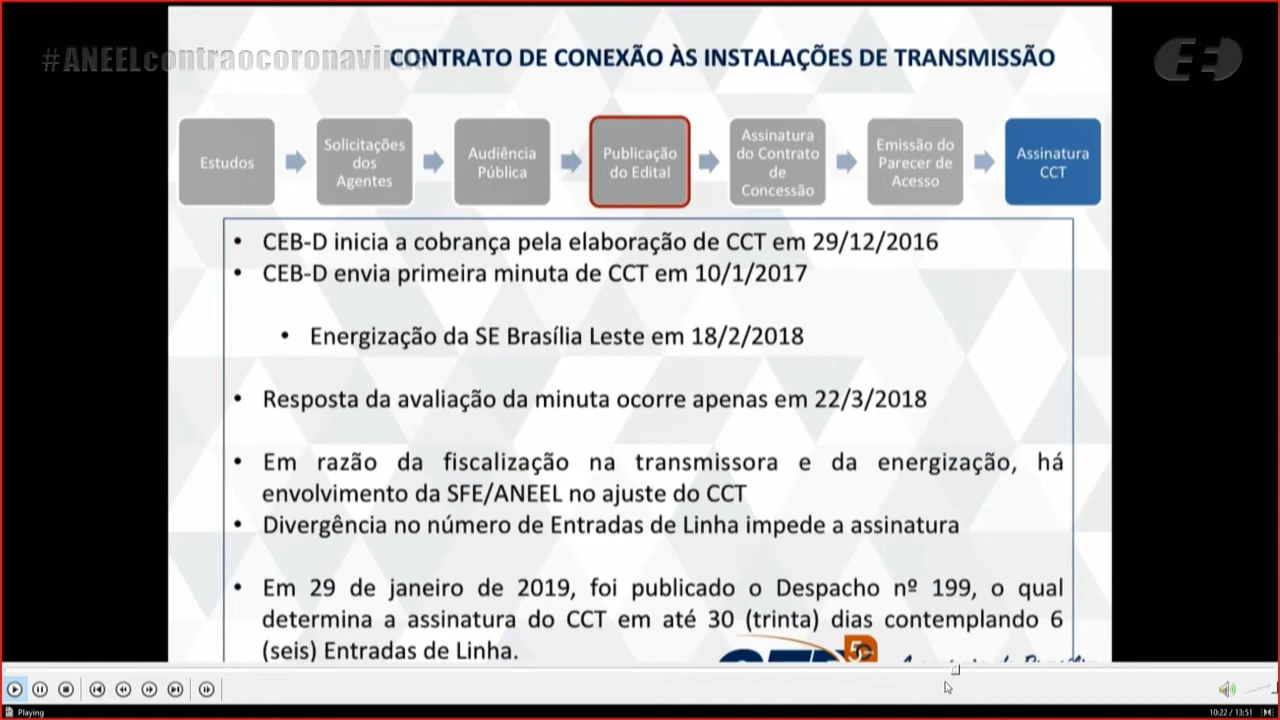 #ANEELcontraocoronavirus
CONTRATO DE CONEXÃO ÀS INSTALAÇÕES DE TRANSMISSÃO
Estudos
Solicitações
dos
Agentes
Audiência
Pública
Publicação
do Edital
Assinatura
do Contrato
de
Concessão
Emissão do
Parecer de
Acesso
Assinatura
CCT
• CEB-D inicia a cobrança pela elaboração de CCT em 29/12/2016
• CEB-D envia primeira minuta de CCT em 10/1/2017
• Energização da SE Brasília Leste em 18/2/2018
• Resposta da avaliação da minuta ocorre apenas em 22/3/2018
• Em razão da fiscalização na transmissora e da energização, há
envolvimento da SFE/ANEEL no ajuste do CCT
• Divergência no número de Entradas de Linha impede a assinatura
• Em 29 de janeiro de 2019, foi publicado o Despacho nº 199, o qual
determina a assinatura do CCT em até 30 (trinta) dias contemplando 6
(seis) Entradas de Linha.
Playing
10:22 / 13:51